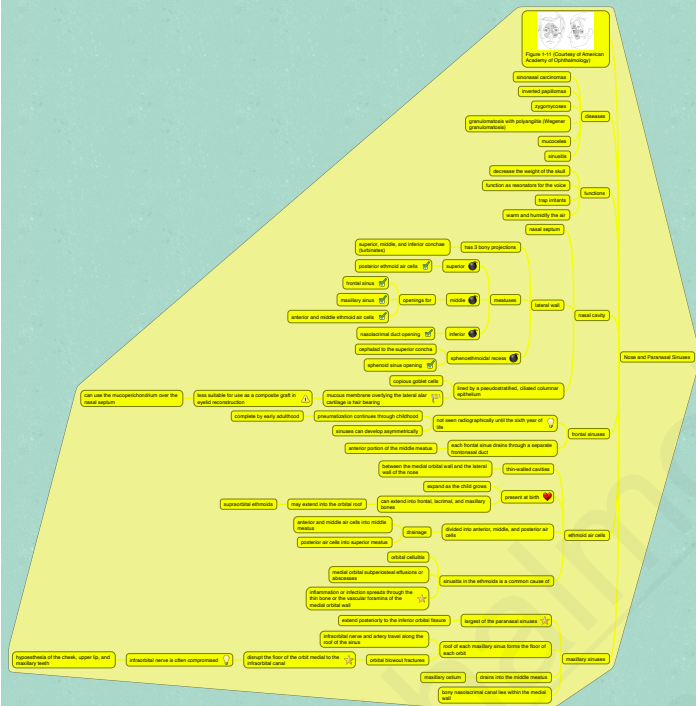 Figure 1-11 (Courtesy of American
Academy of Ophthalmology)
sinonasal carcinomas
inverted papillomas
zygomycoses
granulomatosis with polyangiitis (Wegener
granulomatosis)
mucoceles
sinusitis
diseases
decrease the weight of the skull
function as resonators for the voice
trap irritants
warm and humidify the air
functions
nasal septum
superior, middle, and inferior conchae
(turbinates)
has 3 bony projections
posterior ethmoid air cells
superior
frontal sinus
maxillary sinus
anterior and middle ethmoid air cells
openings for
middle
meatuses
lateral wall
nasal cavity
nasolacrimal duct opening
inferior
cephalad to the superior concha
sphenoid sinus opening
sphenoethmoidal recess
Nose and Paranasal Sinuses
copious goblet cells
lined by a pseudostratified, ciliated columnar
epithelium
can use the mucoperichondrium over the
nasal septum
less suitable for use as a composite graft in
eyelid reconstruction
mucous membrane overlying the lateral alar
cartilage is hair bearing
complete by early adulthood
pneumatization continues through childhood
sinuses can develop asymmetrically
not seen radiographically until the sixth year of
life
frontal sinuses
anterior portion of the middle meatus
each frontal sinus drains through a separate
frontonasal duct
between the medial orbital wall and the lateral
wall of the nose
thin-walled cavities
expand as the child grows
present at birth
supraorbital ethmoids
may extend into the orbital roof
can extend into frontal, lacrimal, and maxillary
bones
anterior and middle air cells into middle
meatus
posterior air cells into superior meatus
drainage
divided into anterior, middle, and posterior air
cells
ethmoid air cells
orbital cellulitis
medial orbital subperiosteal effusions or
abscesses
inflammation or infection spreads through the
thin bone or the vascular foramina of the
medial orbital wall
sinusitis in the ethmoids is a common cause of
extend posteriorly to the inferior orbital fissure
largest of the paranasal sinuses
infraorbital nerve and artery travel along the
roof of the sinus
roof of each maxillary sinus forms the floor of
each orbit
hypoesthesia of the cheek, upper lip, and
maxillary teeth
infraorbital nerve is often compromised
disrupt the floor of the orbit medial to the
infraorbital canal
orbital blowout fractures
maxillary sinuses
maxillary ostium
drains into the middle meatus
bony nasolacrimal canal lies within the medial
wall